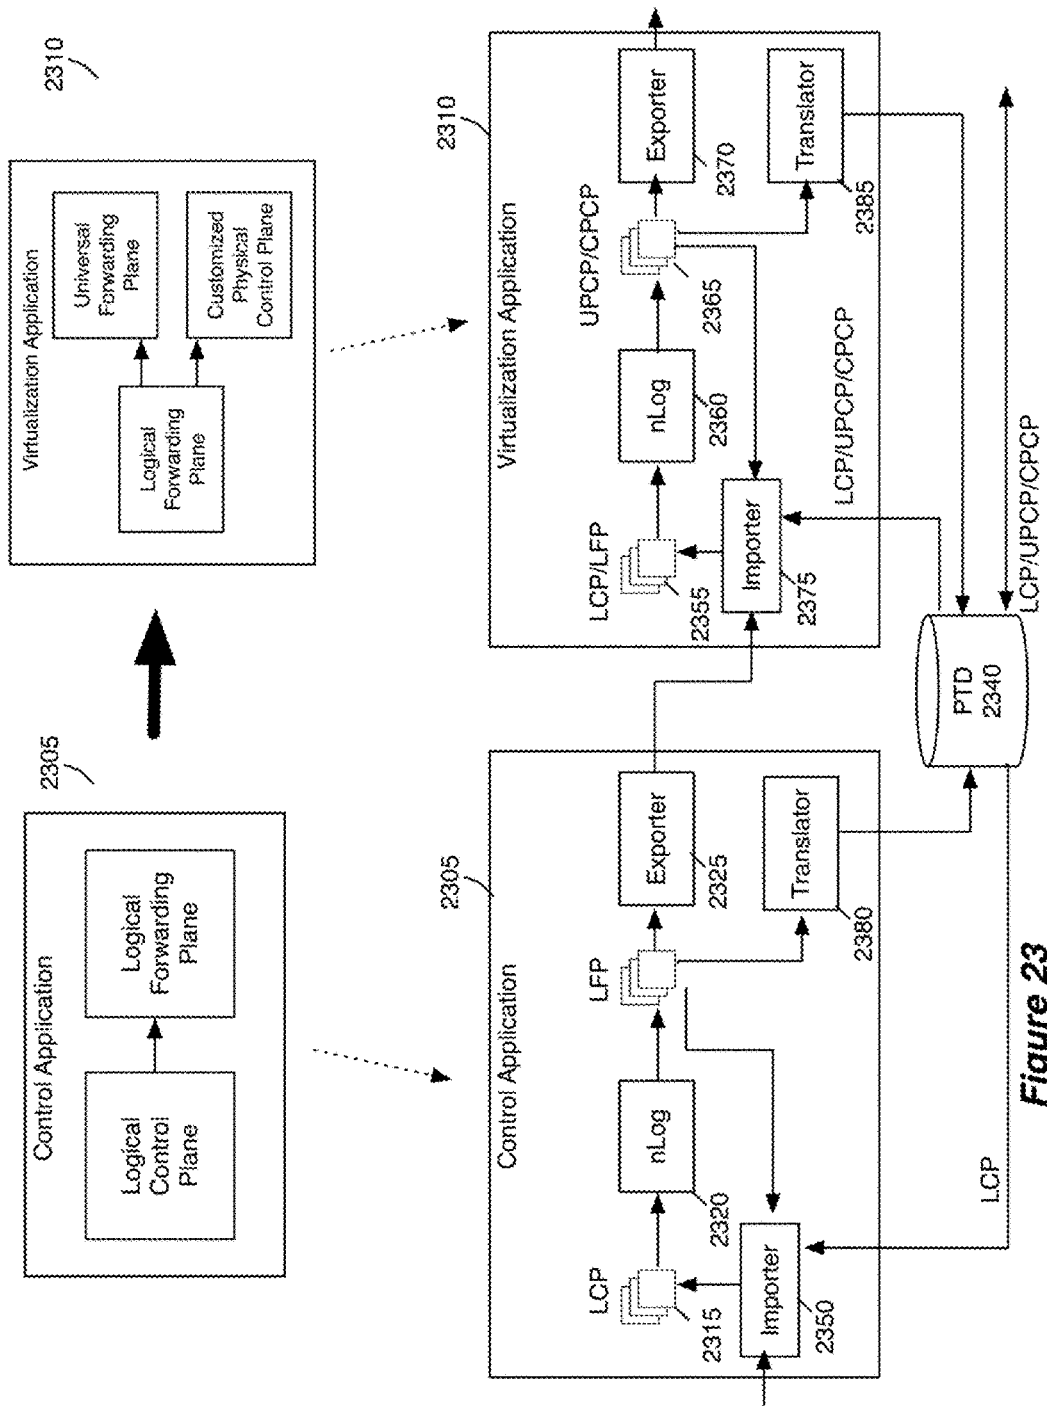 2305
Control Application
Logical
Control
Plane
Logical
Forwarding
Plane
2310
Virtualization Application
Logical
Forwarding
Plane
Universal
Forwarding
Plane
Customized
Physical
Control Plane
2305
Control Application
LCP
2315
nLog
2320
LFP
Exporter
2325
Importer
2350
Translator
2380
LCP
2310
Virtualization Application
LCP/LFP
2355
nLog
2360
UPCP/CPCP
2365
Exporter
2370
Importer
2375
Translator
2385
LCP/UPCP/CPCP
PTD
2340
LCP/UPCP/CPCP
Figure 23